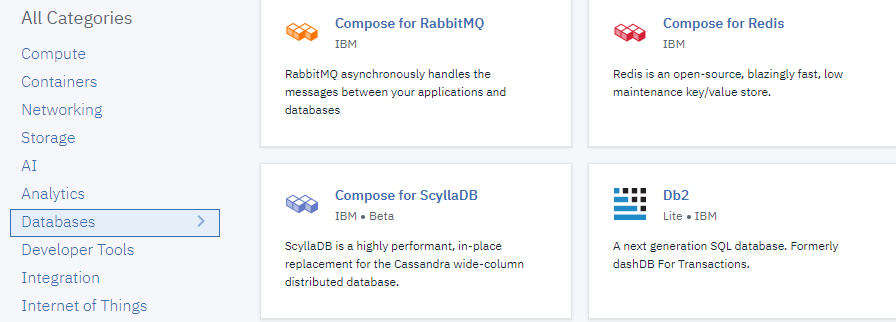 All Categories
Compute
Containers
Networking
Storage
AI
Analytics
Databases
Developer Tools
Integration
Internet of Things
Compose for RabbitMQ
IBM
RabbitMQ asynchronously handles the
messages between your applications and
databases
Compose for Redis
IBM
Redis is an open-source, blazingly fast, low
maintenance key/value store.
Compose for ScyllaDB
IBM • Beta
ScyllaDB is a highly performant, in-place
replacement for the Cassandra wide-column
distributed database.
Db2
Lite • IBM
A next generation SQL database. Formerly
dashDB For Transactions.